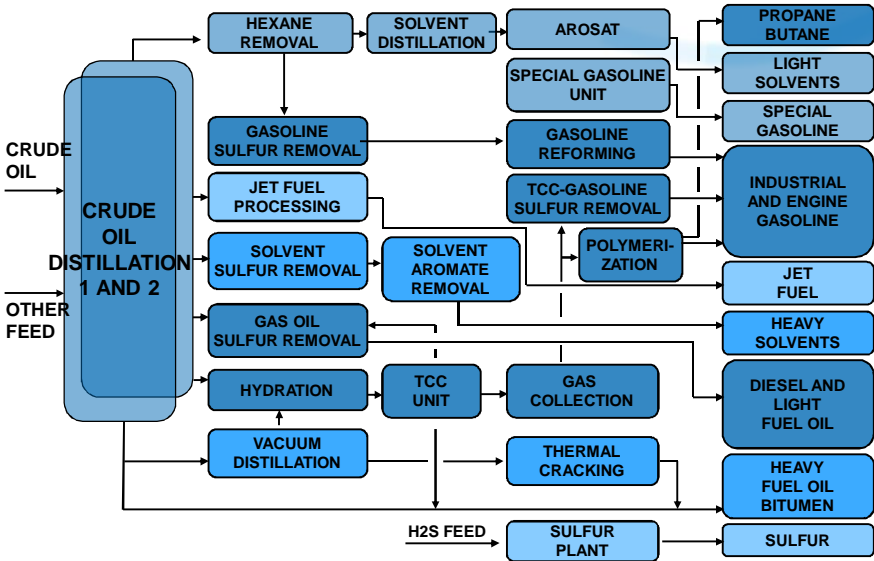 HEXANE
REMOVAL
SOLVENT
DISTILLATION
AROSAT
PROPANE
BUTANE
LIGHT
SOLVENTS
SPECIAL GASOLINE
UNIT
SPECIAL
GASOLINE
GASOLINE
SULFUR REMOVAL
GASOLINE
REFORMING
CRUDE
OIL
JET FUEL
PROCESSING
TCC-GASOLINE
SULFUR REMOVAL
INDUSTRIAL
AND ENGINE
GASOLINE
CRUDE
OIL
DISTILLATION
1 AND 2
SOLVENT
SULFUR REMOVAL
SOLVENT
AROMATE
REMOVAL
POLYMERI-
ZATION
JET
FUEL
OTHER
FEED
GAS OIL
SULFUR REMOVAL
HEAVY
SOLVENTS
HYDRATION
TCC
UNIT
GAS
COLLECTION
DIESEL AND
LIGHT
FUEL OIL
VACUUM
DISTILLATION
THERMAL
CRACKING
HEAVY
FUEL OIL
BITUMEN
H2S FEED
SULFUR
PLANT
SULFUR